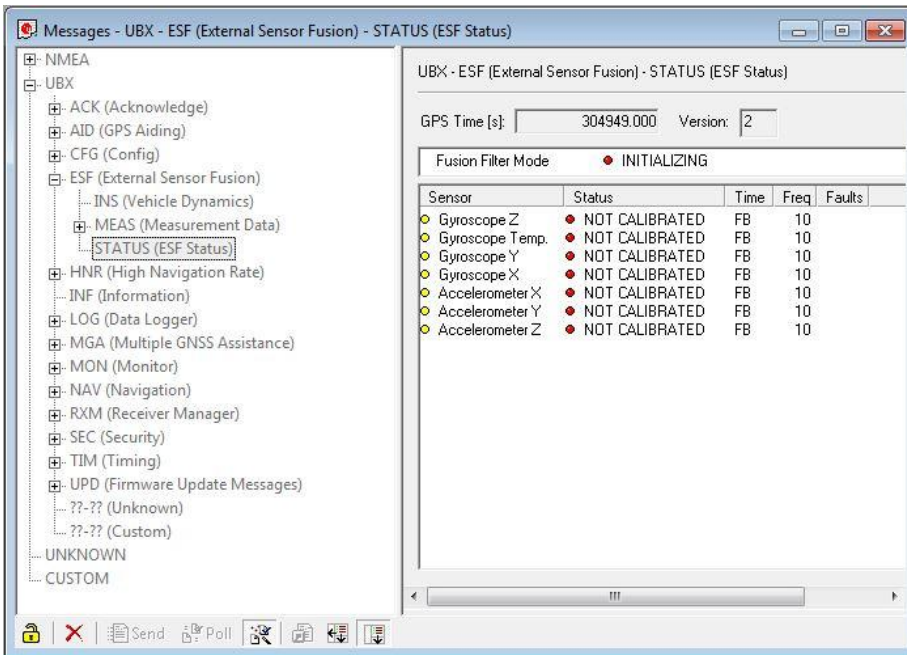 Messages - UBX - ESF (External Sensor Fusion) - STATUS (ESF Status)
NMEA
UBX
ACK (Acknowledge)
AID (GPS Aiding)
CFG (Config)
ESF (External Sensor Fusion)
INS (Vehicle Dynamics)
MEAS (Measurement Data)
STATUS (ESF Status)
HNR (High Navigation Rate)
INF (Information)
LOG (Data Logger)
MGA (Multiple GNSS Assistance)
MON (Monitor)
NAV (Navigation)
RXM (Receiver Manager)
SEC (Security)
TIM (Timing)
UPD (Firmware Update Messages)
??-?? (Unknown)
??-?? (Custom)
UNKNOWN
CUSTOM
UBX - ESF (External Sensor Fusion) - STATUS (ESF Status)
GPS Time [s]: 304949.000 Version: 2
Fusion Filter Mode INITIALIZING
Sensor Status Time Freq Faults
Gyroscope Z NOT CALIBRATED FB 10
Gyroscope Temp. NOT CALIBRATED FB 10
Gyroscope Y NOT CALIBRATED FB 10
Gyroscope X NOT CALIBRATED FB 10
Accelerometer X NOT CALIBRATED FB 10
Accelerometer Y NOT CALIBRATED FB 10
Accelerometer Z NOT CALIBRATED FB 10
Send Poll